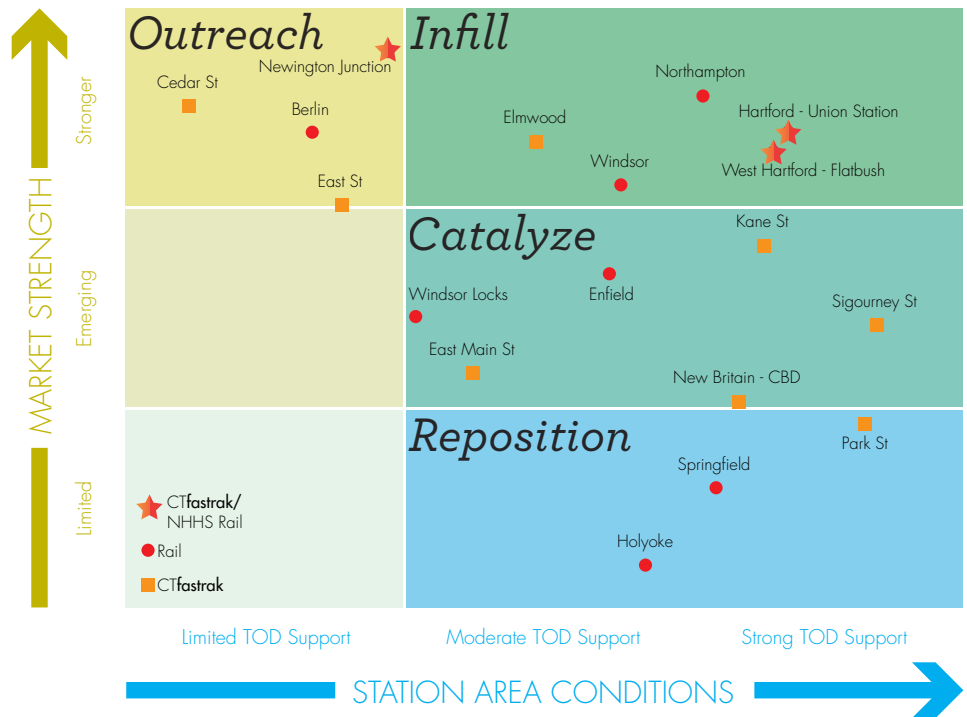 Outreach
Infill
Newington Junction
Cedar St
Berlin
East St
Northampton
Elmwood
Hartford - Union Station
Windsor
West Hartford - Flatbush
Catalyze
Kane St
Windsor Locks
Enfield
Sigourney St
East Main St
New Britain - CBD
Reposition
Park St
Springfield
Holyoke
CTfastrak/
NHHS Rail
Rail
CTfastrak
MARKET STRENGTH
Stronger
Emerging
Limited
Limited TOD Support
Moderate TOD Support
Strong TOD Support
STATION AREA CONDITIONS